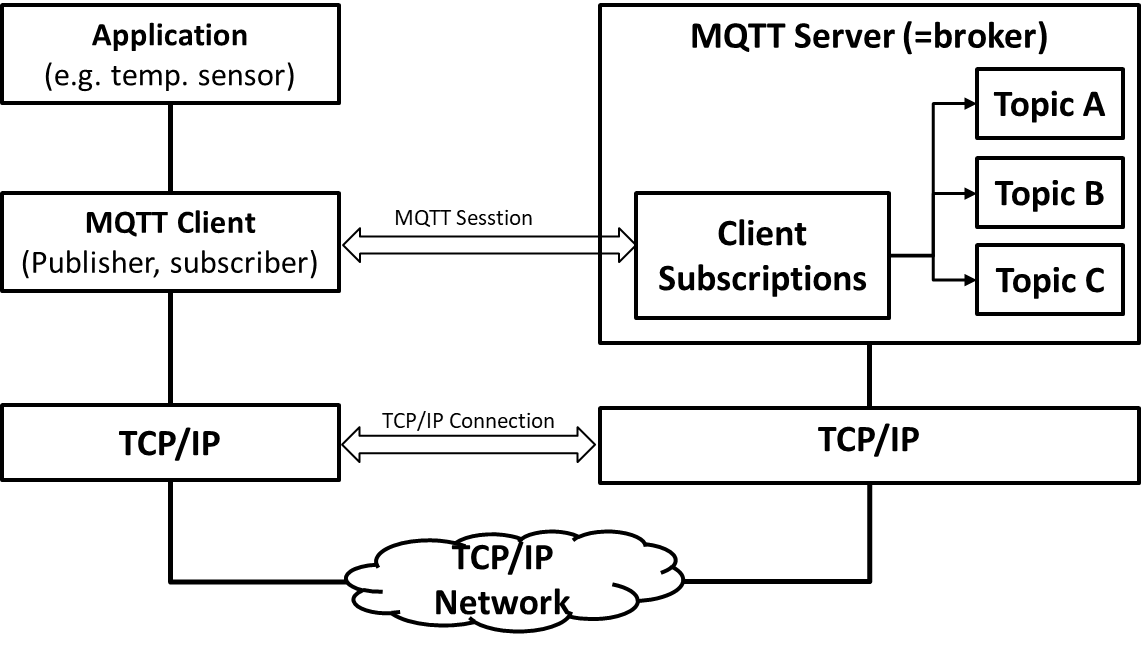 Application
(e.g. temp. sensor)
MQTT Server (=broker)
Topic A
Topic B
Topic C
MQTT Client
(Publisher, subscriber)
MQTT Sesstion
Client
Subscriptions
TCP/IP
TCP/IP Connection
TCP/IP
TCP/IP
Network